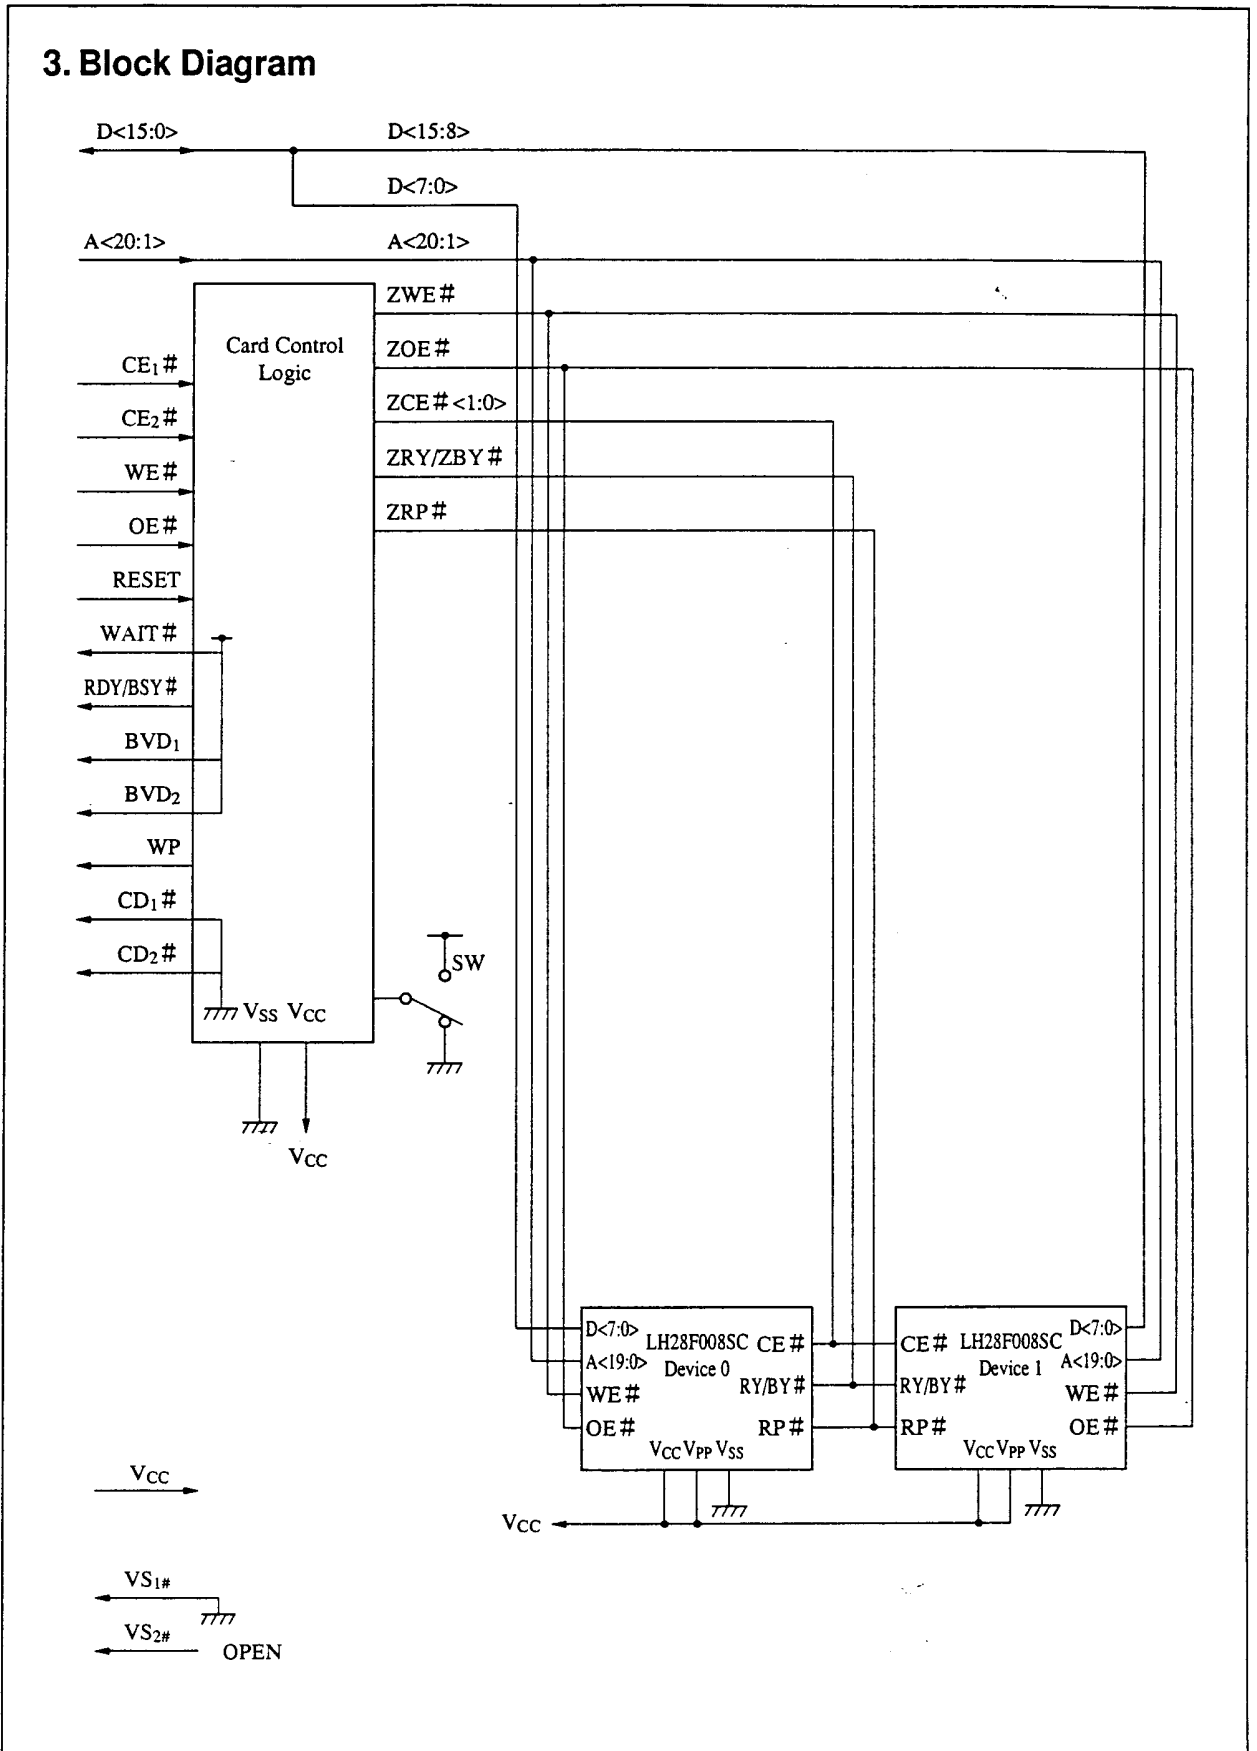 3. Block Diagram
D<15:0>
D<15:8>
D<7:0>
A<20:1>
A<20:1>
ZWE#
Card Control
Logic
ZOE#
CE1#
ZCE#<1:0>
CE2#
ZRY/ZBY#
WE#
ZRP#
OE#
RESET
WAIT#
RDY/BSY#
BVD1
BVD2
WP
CD1#
CD2#
SW
VSS VCC
VCC
D<7:0>
LH28F008SC
Device 0
CE#
A<19:0>
RY/BY#
WE#
OE#
RP#
VCC VPP VSS
CE#
LH28F008SC
Device 1
D<7:0>
A<19:0>
RY/BY#
WE#
RP#
OE#
VCC VPP VSS
VCC
VCC
VS1#
VS2#
OPEN